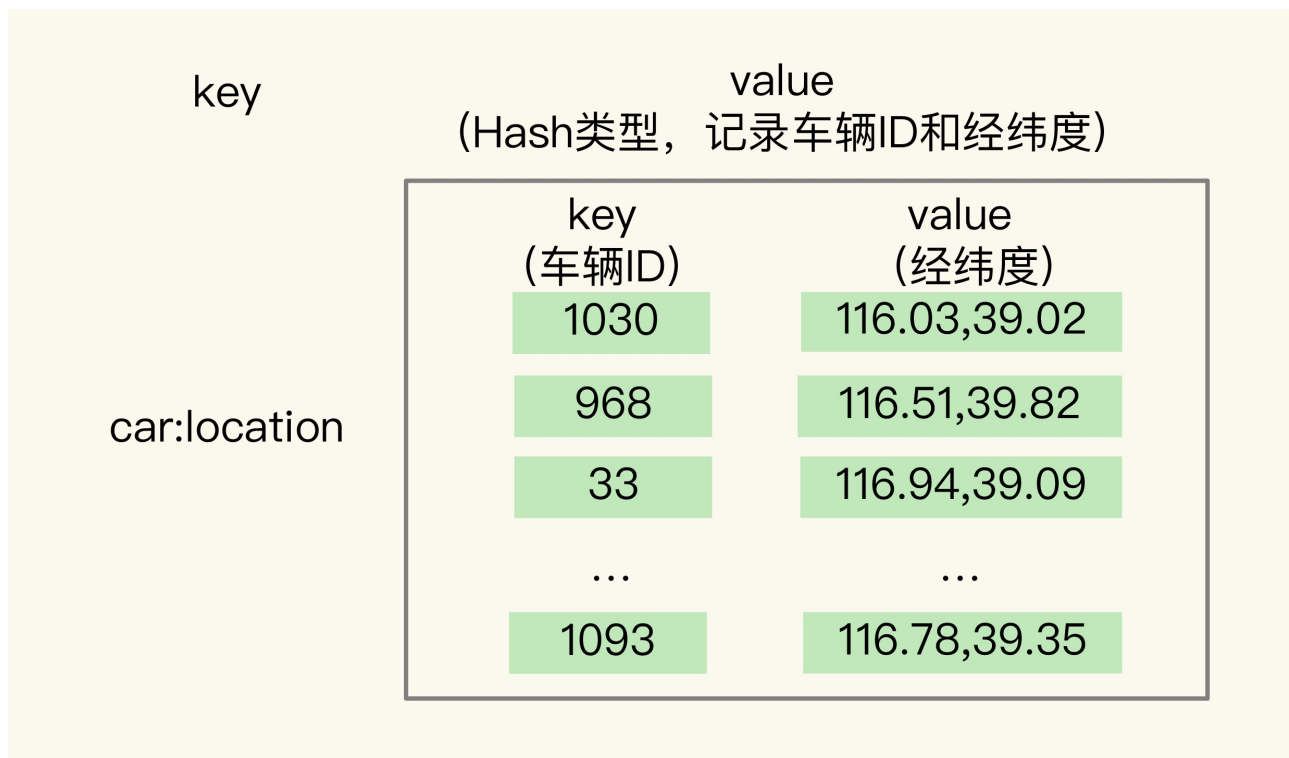 key
value
(Hash类型，记录车辆ID和经纬度)
key
value
(车辆ID)
(经纬度)
1030
116.03,39.02
968
116.51,39.82
car:location
33
116.94,39.09
...
...
1093
116.78,39.35